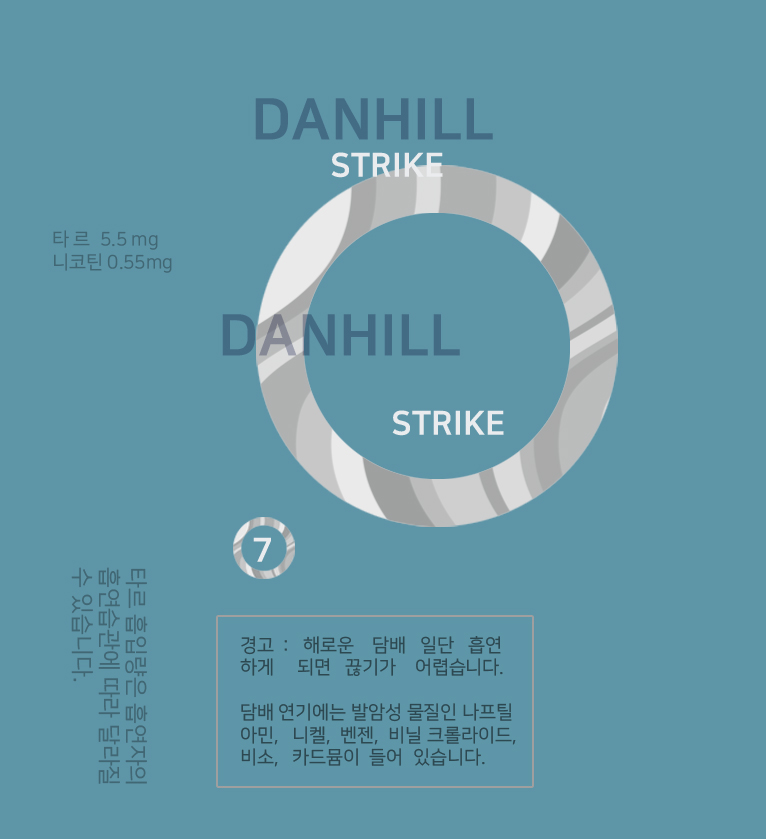 DANHILL
STRIKE
타르 5.5mg
니코틴 0.55mg
DANHILL
STRIKE
7
타르 흡입량은 흡연자의
흡연습관에 따라 달라질
수 있습니다.
경고 : 해로운 담배 일단 흡연
하게 되면 끊기가 어렵습니다.
담배 연기에는 발암성 물질인 나프틸
아민, 니켈, 벤젠, 비닐 크롤라이드,
비소, 카드뮴이 들어 있습니다.